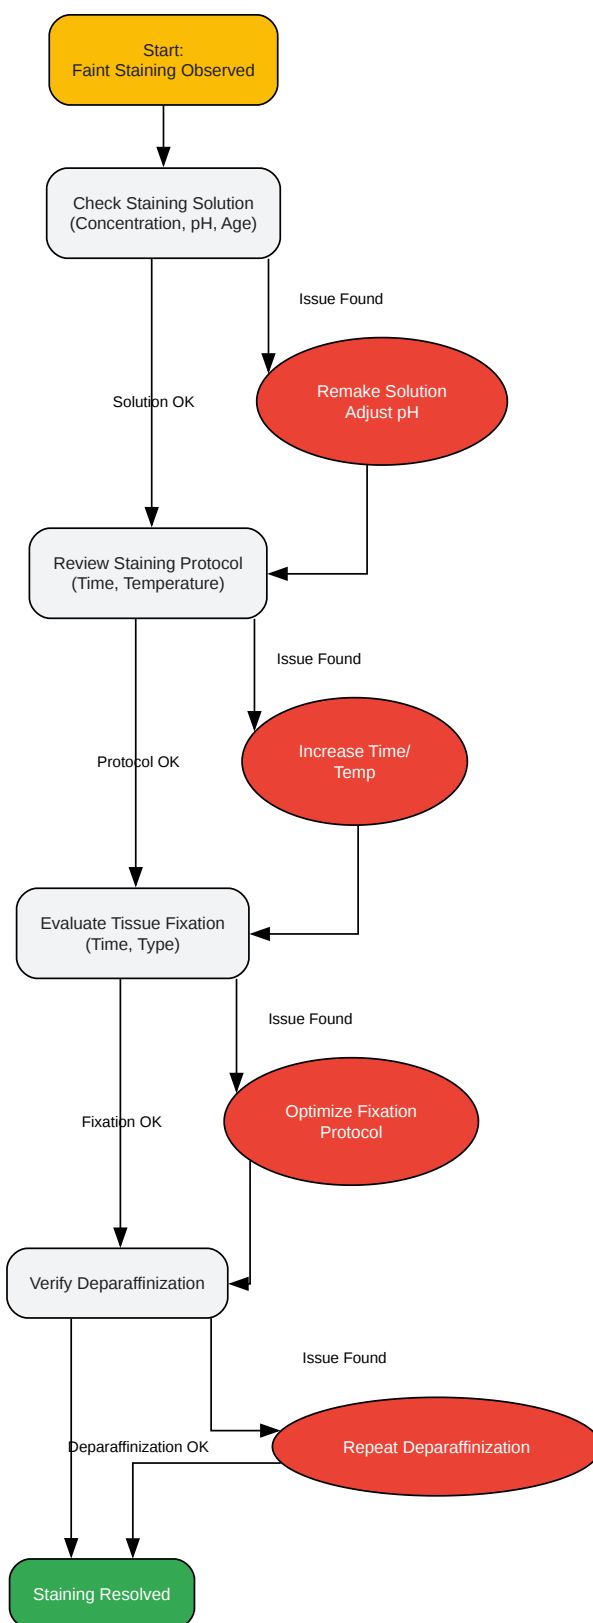 Start:
Faint Staining Observed
Check Staining Solution
(Concentration, pH, Age)
Issue Found
Remake Solution
Adjust pH
Solution OK
Review Staining Protocol
(Time, Temperature)
Issue Found
Increase Time/
Temp
Protocol OK
Evaluate Tissue Fixation
(Time, Type)
Issue Found
Optimize Fixation
Protocol
Fixation OK
Verify Deparaffinization
Issue Found
Deparaffinization OK
Repeat Deparaffinization
Staining Resolved